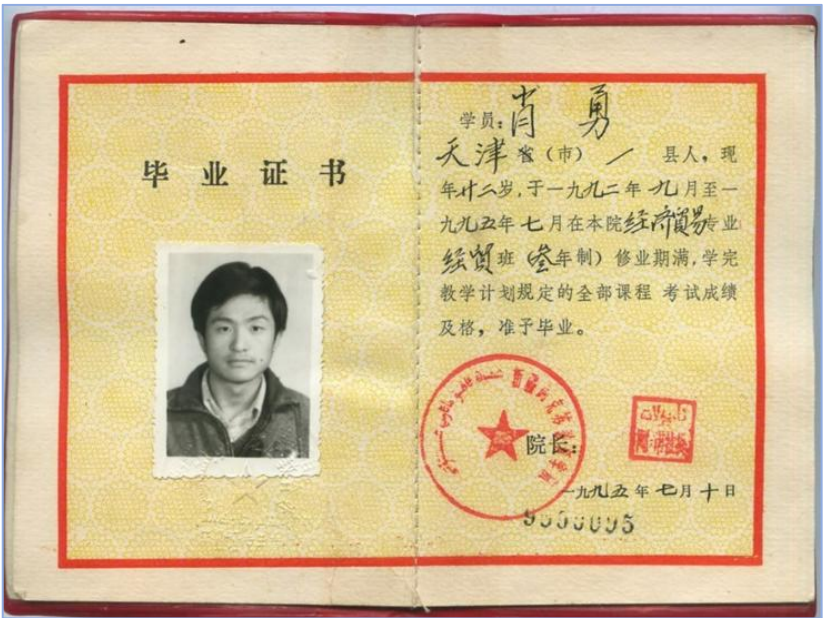 毕业证书
学员：肖勇
天津省（市）/县人，现
年廿二岁，于一九九二年九月至一
九九五年七月在本院经济貿易专业
经貿班（叁年制）修业期满，学完
教学计划规定的全部课程 考试成绩
及格，准予毕业。
院长：
一九九五年七月十日